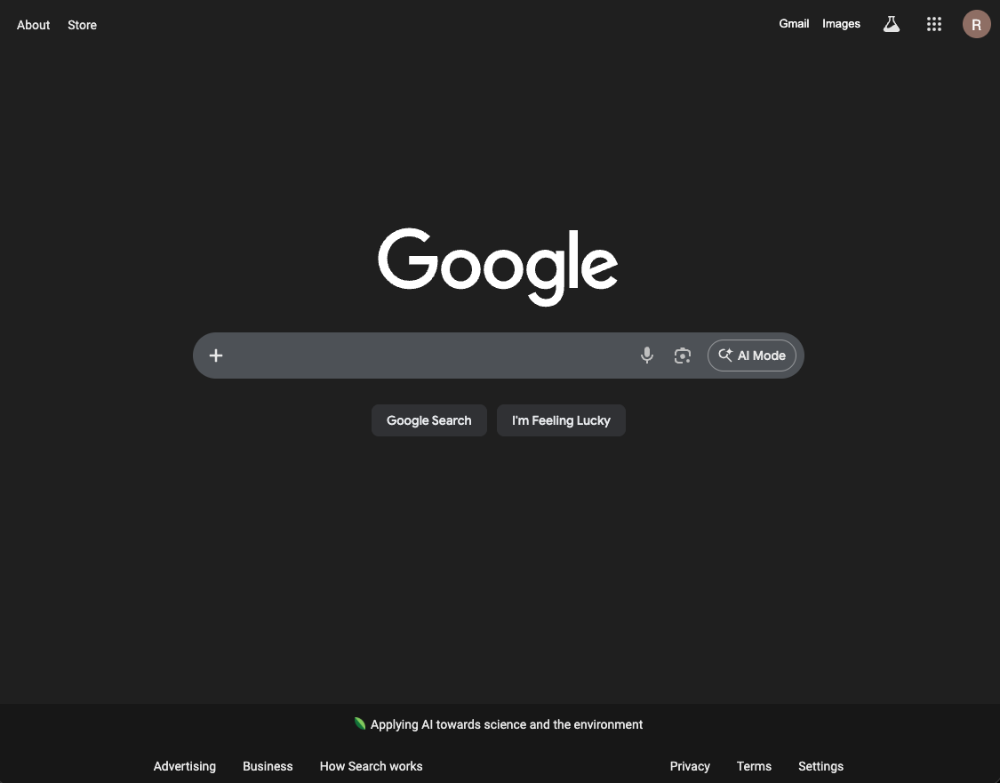 About Store Gmail Images R
Google
AI Mode
Google Search I'm Feeling Lucky
Applying AI towards science and the environment
Advertising Business How Search works Privacy Terms Settings